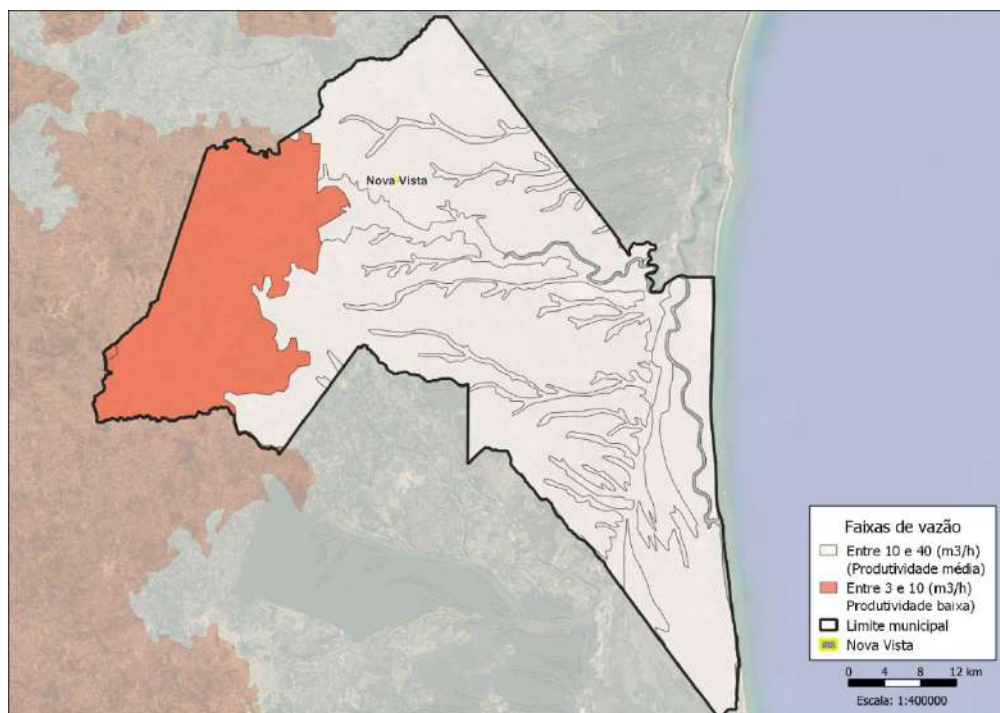 Nova Vista
Faixas de vazão
Entre 10 e 40 (m3/h)
(Produtividade média)
Entre 3 e 10 (m3/h)
Produtividade baixa)
Limite municipal
Nova Vista
0 4 8 12 km
Escala: 1:400000